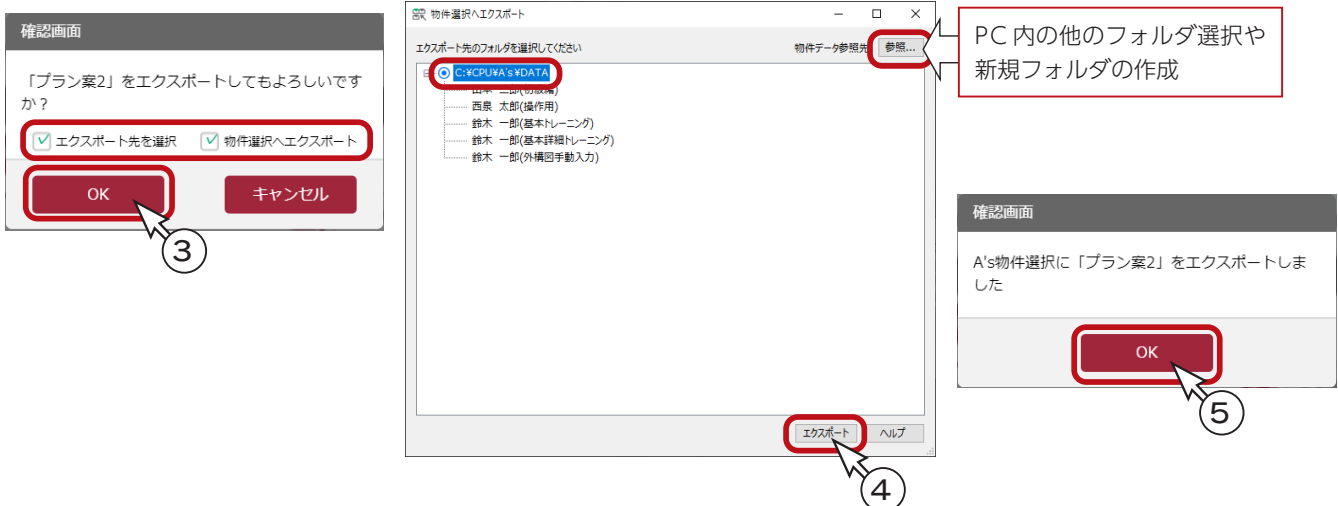 確認画面
「プラン案2」をエクスポートしてもよろしいです
か？
エクスポート先を選択 物件選択へエクスポート
OK キャンセル
③
物件選択へエクスポート
エクスポート先のフォルダを選択してください 物件データ参照先 参照...
C:¥CPU¥A's¥DATA
山本 二郎(初級編)
西泉 太郎(操作用)
鈴木 一郎(基本トレーニング)
鈴木 一郎(基本詳細トレーニング)
鈴木 一郎(外構図手動入力)
エクスポート ヘルプ
④
PC 内の他のフォルダ選択や
新規フォルダの作成
確認画面
A's物件選択に「プラン案2」をエクスポートしま
した
OK
⑤